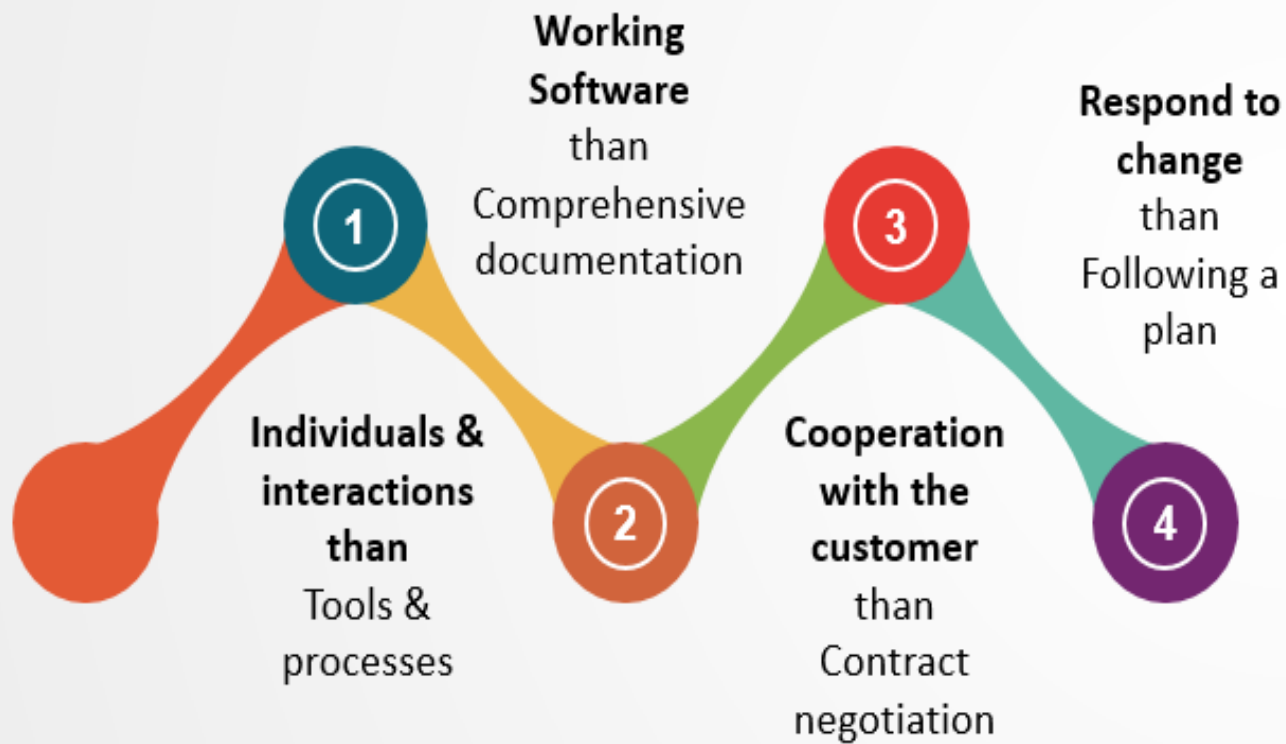 1
Individuals &
interactions
than
Tools &
processes
Working
Software
than
Comprehensive
documentation
2
3
Cooperation
with the
customer
than
Contract
negotiation
Respond to
change
than
Following a
plan
4